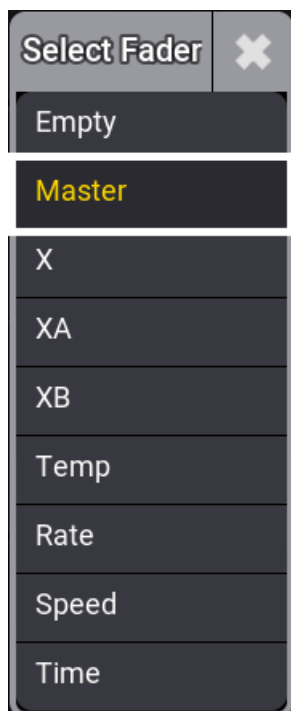 Select Fader
Empty
Master
X
XA
XB
Temp
Rate
Speed
Time